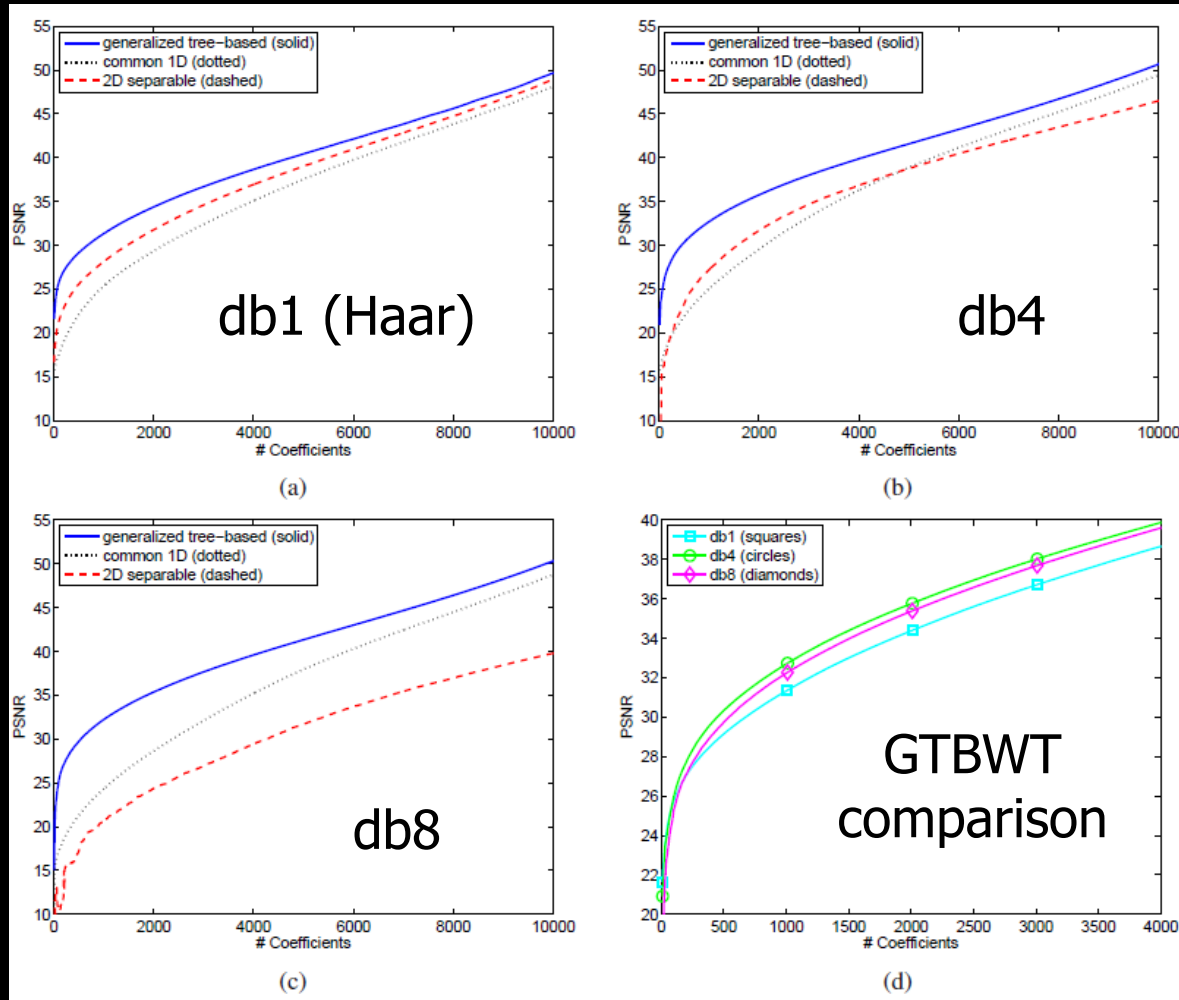 55
50
45
40
35
30
25
20
15
10
PSNR
generalized tree-based (solid)
common 1D (dotted)
2D separable (dashed)
db1 (Haar)
0 2000 4000 6000 8000 10000
# Coefficients
(a)
55
50
45
40
35
30
25
20
15
10
PSNR
generalized tree-based (solid)
common 1D (dotted)
2D separable (dashed)
db4
0 2000 4000 6000 8000 10000
# Coefficients
(b)
55
50
45
40
35
30
25
20
15
10
PSNR
generalized tree-based (solid)
common 1D (dotted)
2D separable (dashed)
db8
0 2000 4000 6000 8000 10000
# Coefficients
(c)
40
38
36
34
32
30
28
26
24
22
20
PSNR
db1 (squares)
db4 (circles)
db8 (diamonds)
GTBWT
comparison
0 500 1000 1500 2000 2500 3000 3500 4000
# Coefficients
(d)